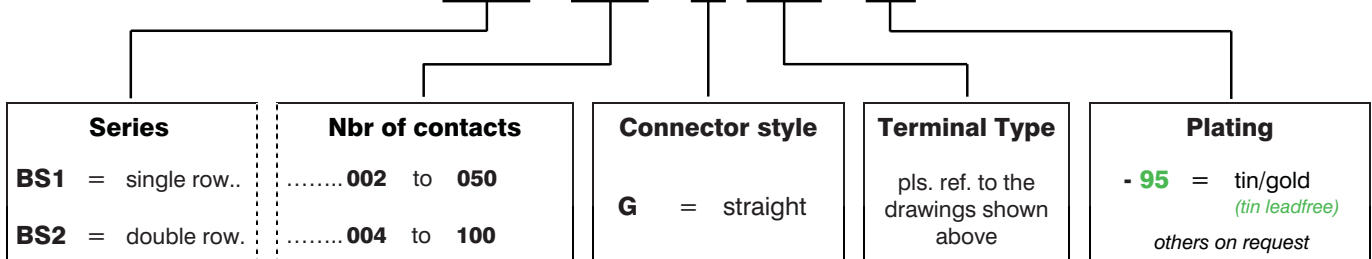 Series
BS1 = single row..
BS2 = double row.
Nbr of contacts
........ 002 to 050
........ 004 to 100
Connector style
G = straight
Terminal Type
pls. ref. to the
drawings shown
above
Plating
- 95 = tin/gold
(tin leadfree)
others on request